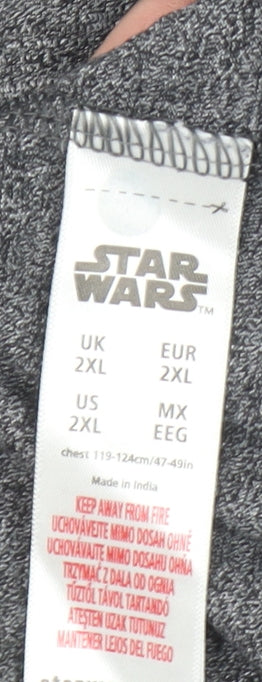 STAR
WARS™
UK EUR
2XL 2XL
US MX
2XL EEG
chest 119-124cm/47-49in
Made in India
KEEP AWAY FROM FIRE
UCHOVÁVEJTE MIMO DOSAH OHNĚ
UCHOVÁVAJTE MIMO DOSAHU OHŇA
TRZYMAĆ Z DALA OD OGNIA
TŰZTŐL TÁVOL TARTANDÓ
ATEŞTEN UZAK TUTUNUZ
MANTENER LEJOS DEL FUEGO